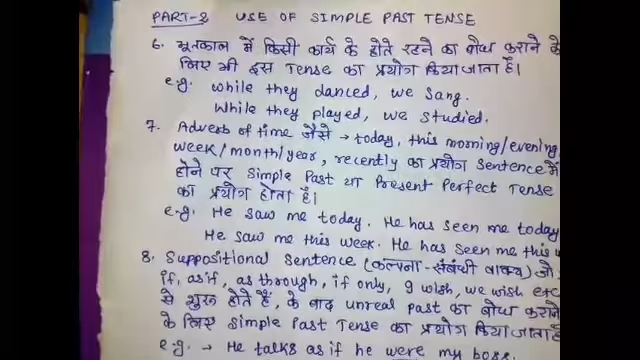 PART-2 USE OF SIMPLE PAST TENSE
6. भूतकाल में किसी कार्य के होते रहने का बोध कराने के
लिए भी इस Tense का प्रयोग किया जाता है।
e.g. While they danced, we sang.
While they played, we studied.
7. Adverb of time जैसे → today, this morning/evening
week/month/year, recently का प्रयोग sentence में
होने पर Simple Past या Present Perfect Tense
का प्रयोग होता है।
e.g. He saw me today. He has seen me today
He saw me this week. He has seen me this
8. Suppositional Sentence (कल्पना-संबंधी वाक्य) जो
if, as if, as through, if only, I wish, we wish etc
से शुरू होते हैं, के बाद unreal past का बोध कराने
के लिए Simple Past Tense का प्रयोग किया जाता है
e.g. → He talks as if he were my boss.